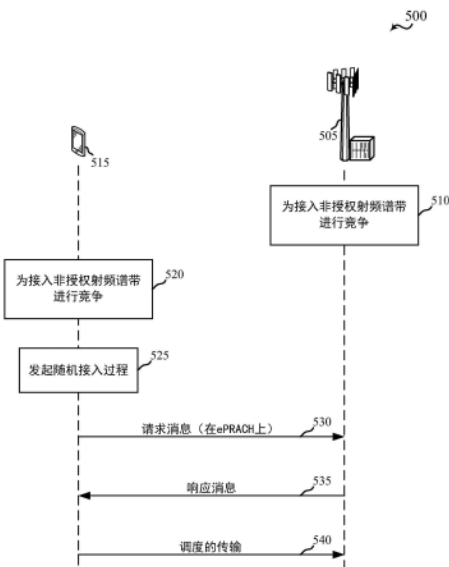 500
505
515
为接入非授权射频谱带
进行竞争
510
为接入非授权射频谱带
进行竞争
520
发起随机接入过程
525
请求消息（在ePRACH上）
530
响应消息
535
调度的传输
540